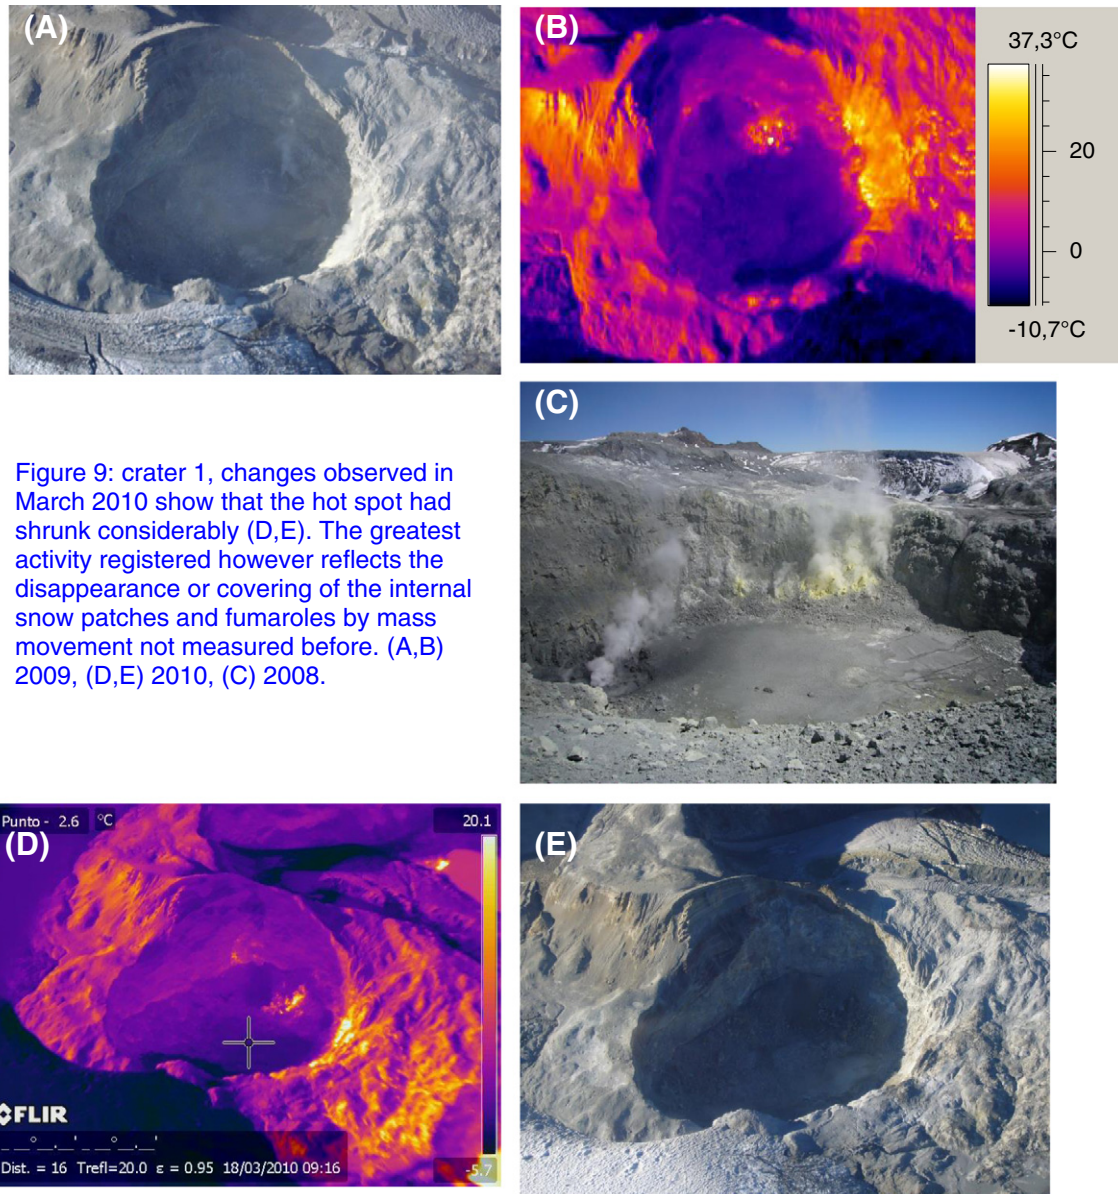 (A)
(B)
37,3°C
20
0
-10,7°C
(C)
Figure 9: crater 1, changes observed in
March 2010 show that the hot spot had
shrunk considerably (D,E). The greatest
activity registered however reflects the
disappearance or covering of the internal
snow patches and fumaroles by mass
movement not measured before. (A,B)
2009, (D,E) 2010, (C) 2008.
Punto - 2.6 °C
20.1
(D)
FLIR
Dist. = 16 Trefl=20.0 ε = 0.95 18/03/2010 09:16
-5.7
(E)